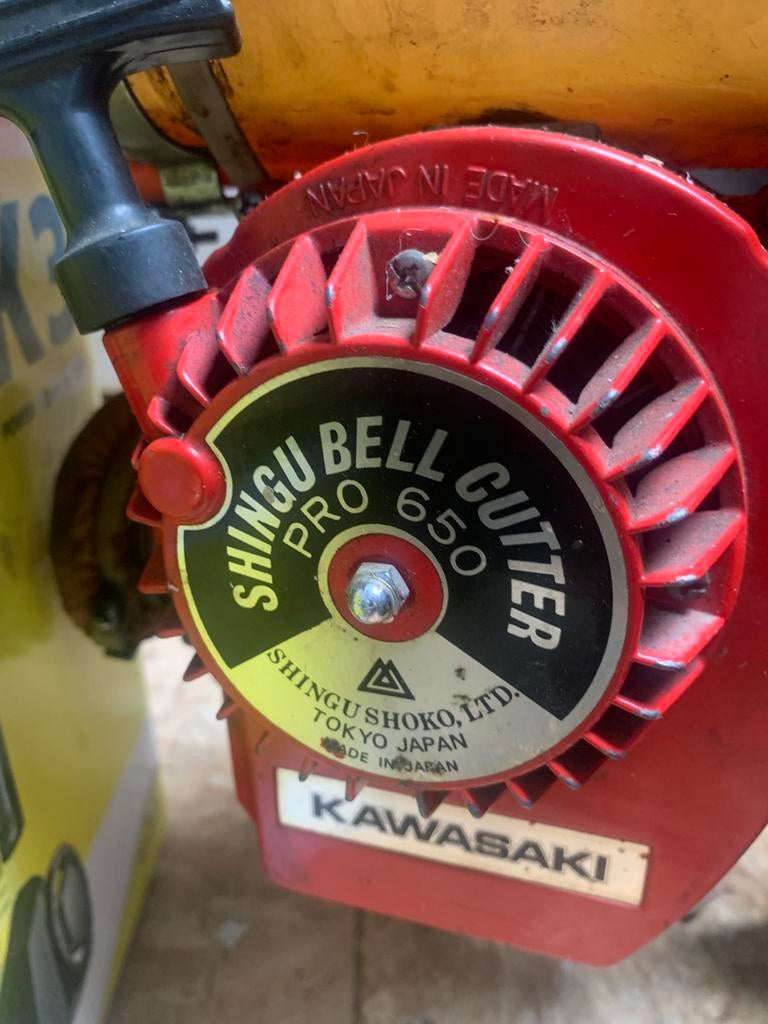 MADE IN JAPAN
SHINGU BELL CUTTER
PRO 650
SHINGU SHOKO, LTD.
TOKYO JAPAN
MADE IN JAPAN
KAWASAKI